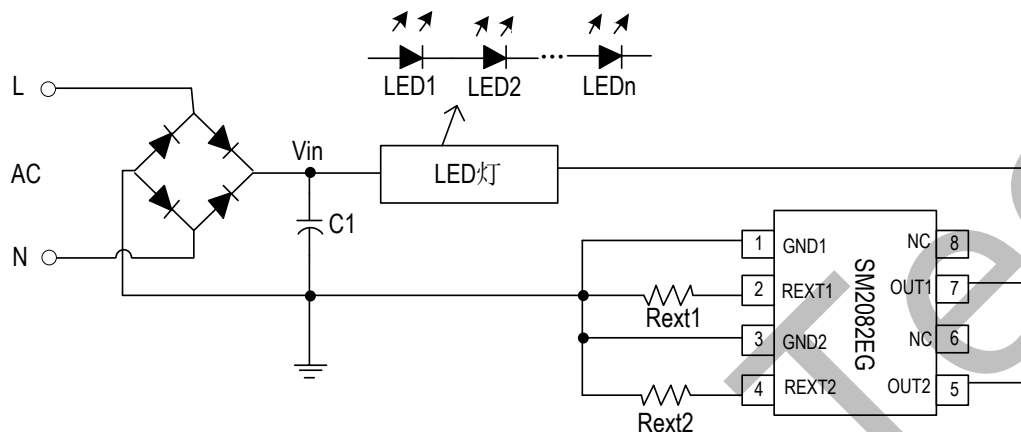 LED1
LED2
...
LEDn
L
AC
N
Vin
C1
LED灯
Rext1
Rext2
1
GND1
2
REXT1
3
GND2
4
REXT2
SM2082EG
NC
8
OUT1
7
NC
6
OUT2
5